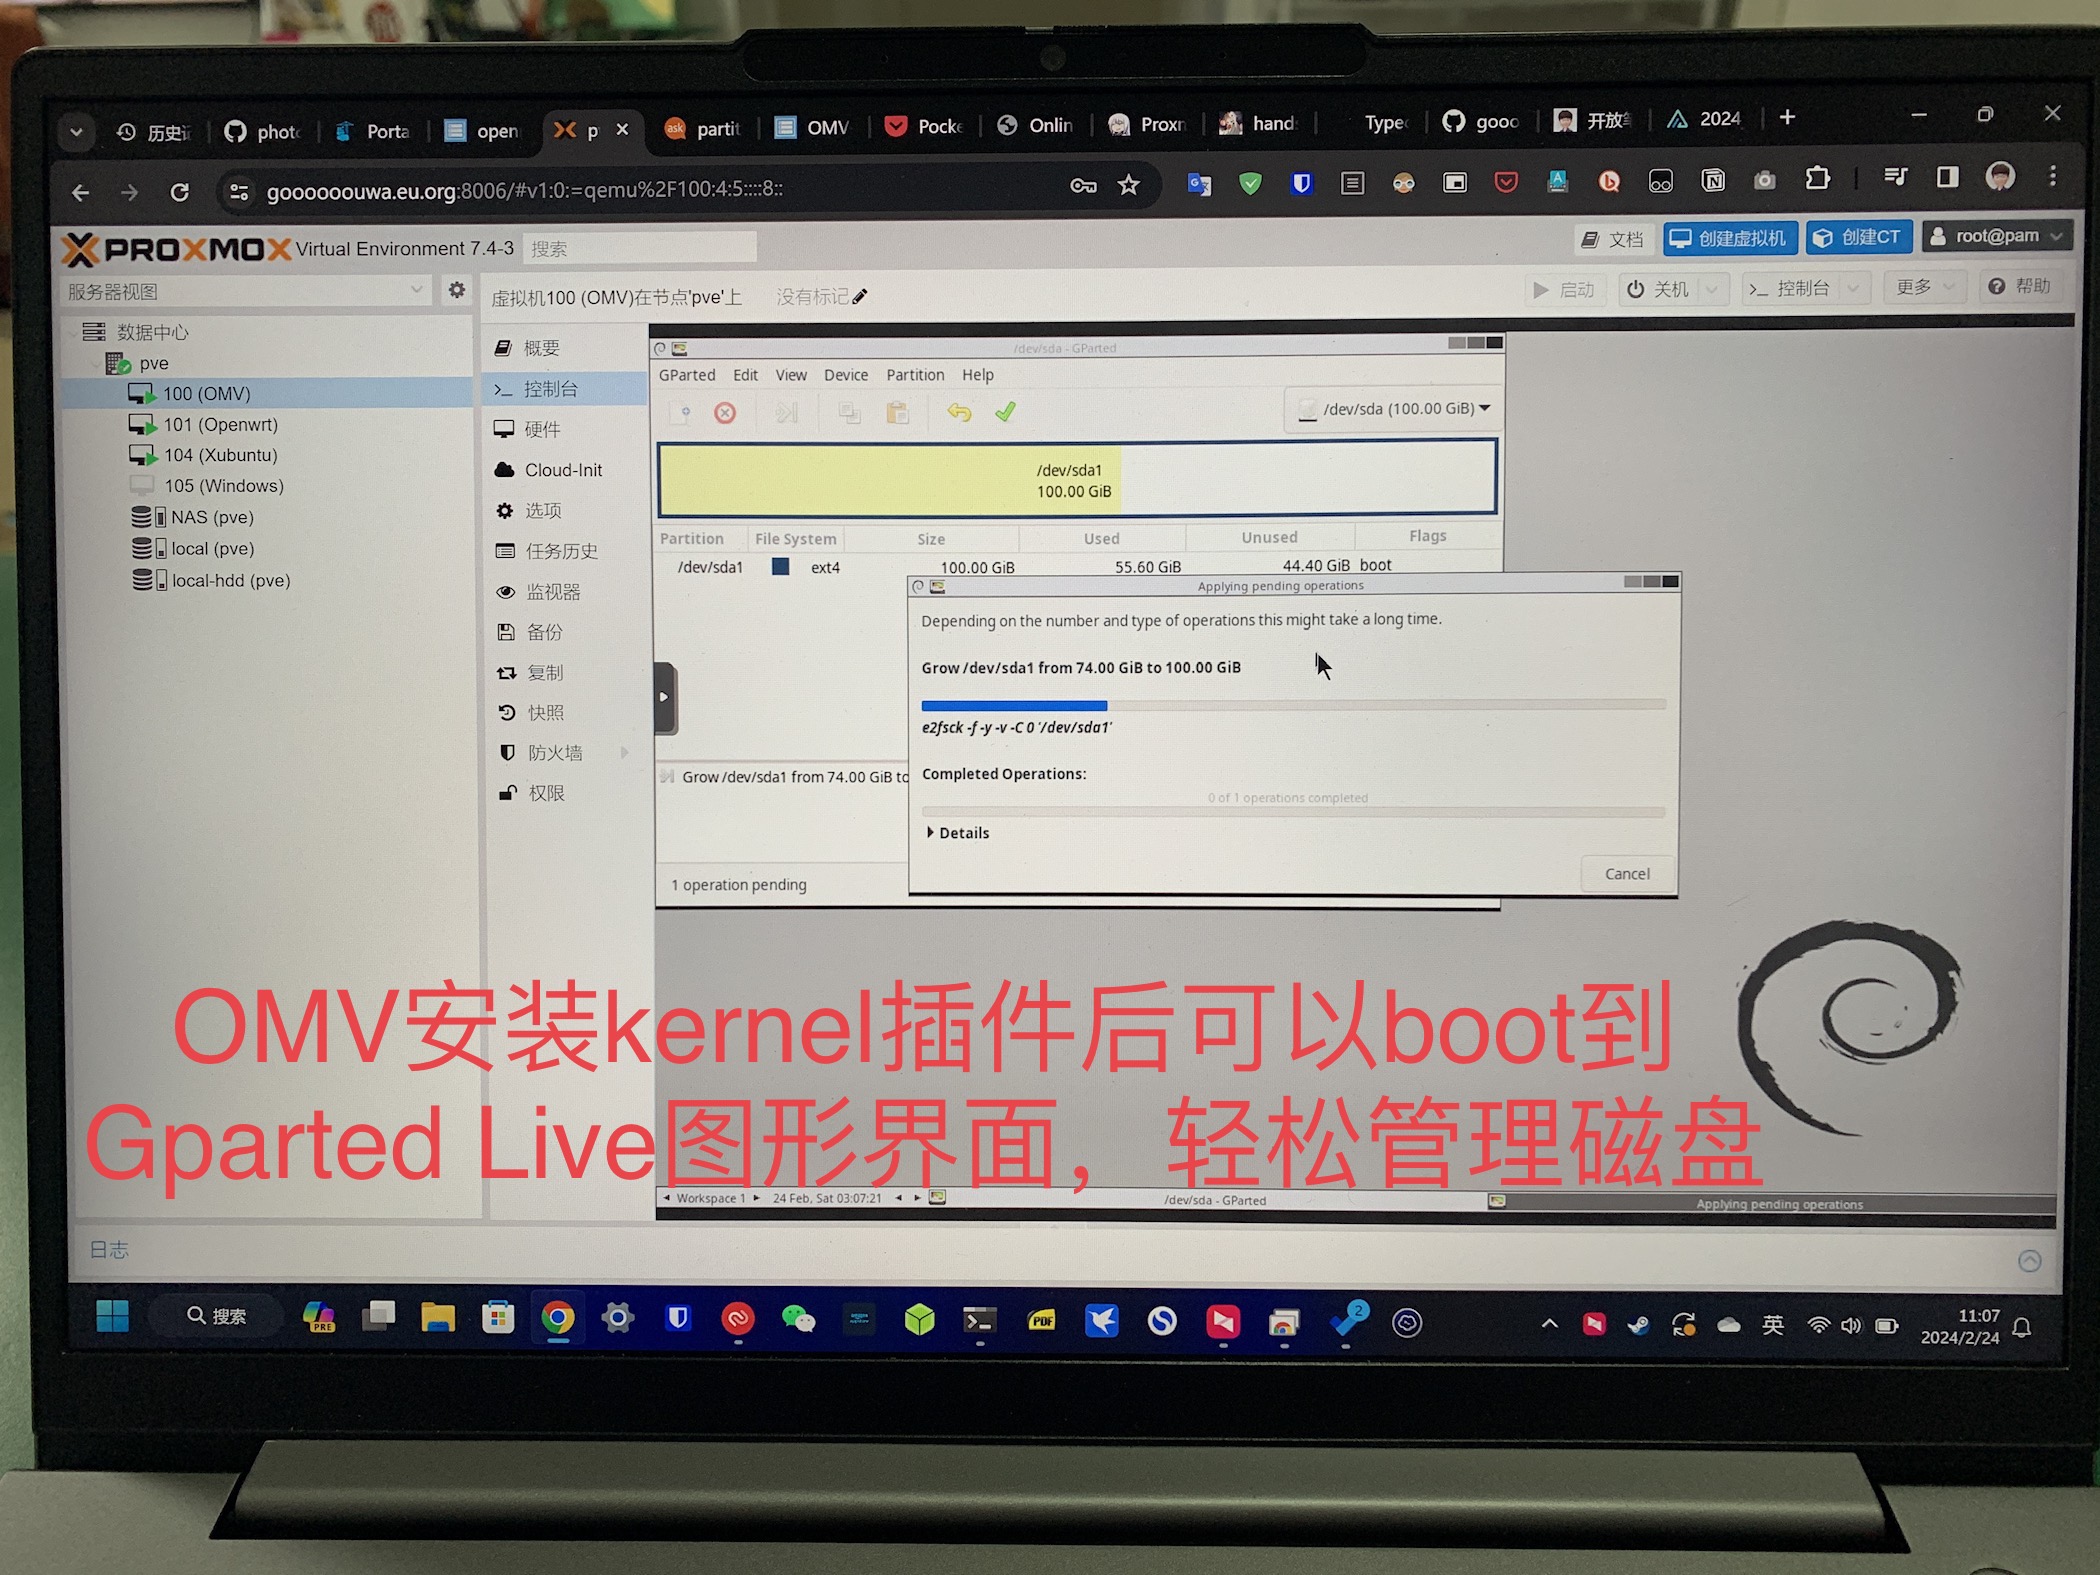 历史
phot
Porta
open
p
partit
OMV
Pocke
Onlin
Proxn
hand
Type
gooo
2024
goooooouwa.eu.org:8006/#v1:0:=qemu%2F100:4:5::::8::
PROXMOX Virtual Environment 7.4-3
搜索
文档
创建虚拟机
创建CT
root@pam
服务器视图
虚拟机100 (OMV)在节点'pve'上
没有标记
启动
关机
控制台
更多
帮助
数据中心
pve
100 (OMV)
101 (Openwrt)
104 (Xubuntu)
105 (Windows)
NAS (pve)
local (pve)
local-hdd (pve)
概要
控制台
硬件
Cloud-Init
选项
任务历史
监视器
备份
复制
快照
防火墙
权限
/dev/sda - GParted
GParted Edit View Device Partition Help
/dev/sda (100.00 GiB)
/dev/sda1
100.00 GiB
Partition File System Size Used Unused Flags
/dev/sda1 ext4 100.00 GiB 55.60 GiB 44.40 GiB boot
Applying pending operations
Depending on the number and type of operations this might take a long time.
Grow /dev/sda1 from 74.00 GiB to 100.00 GiB
e2fsck -f -y -v -C 0 '/dev/sda1'
Completed Operations:
0 of 1 operations completed
Details
Cancel
Grow /dev/sda1 from 74.00 GiB to
1 operation pending
OMV安装kernel插件后可以boot到
Gparted Live图形界面，轻松管理磁盘
Workspace 1 24 Feb, Sat 03:07:21
/dev/sda - GParted
Applying pending operations
日志
搜索
PRE
PDF
2
英
11:07
2024/2/24